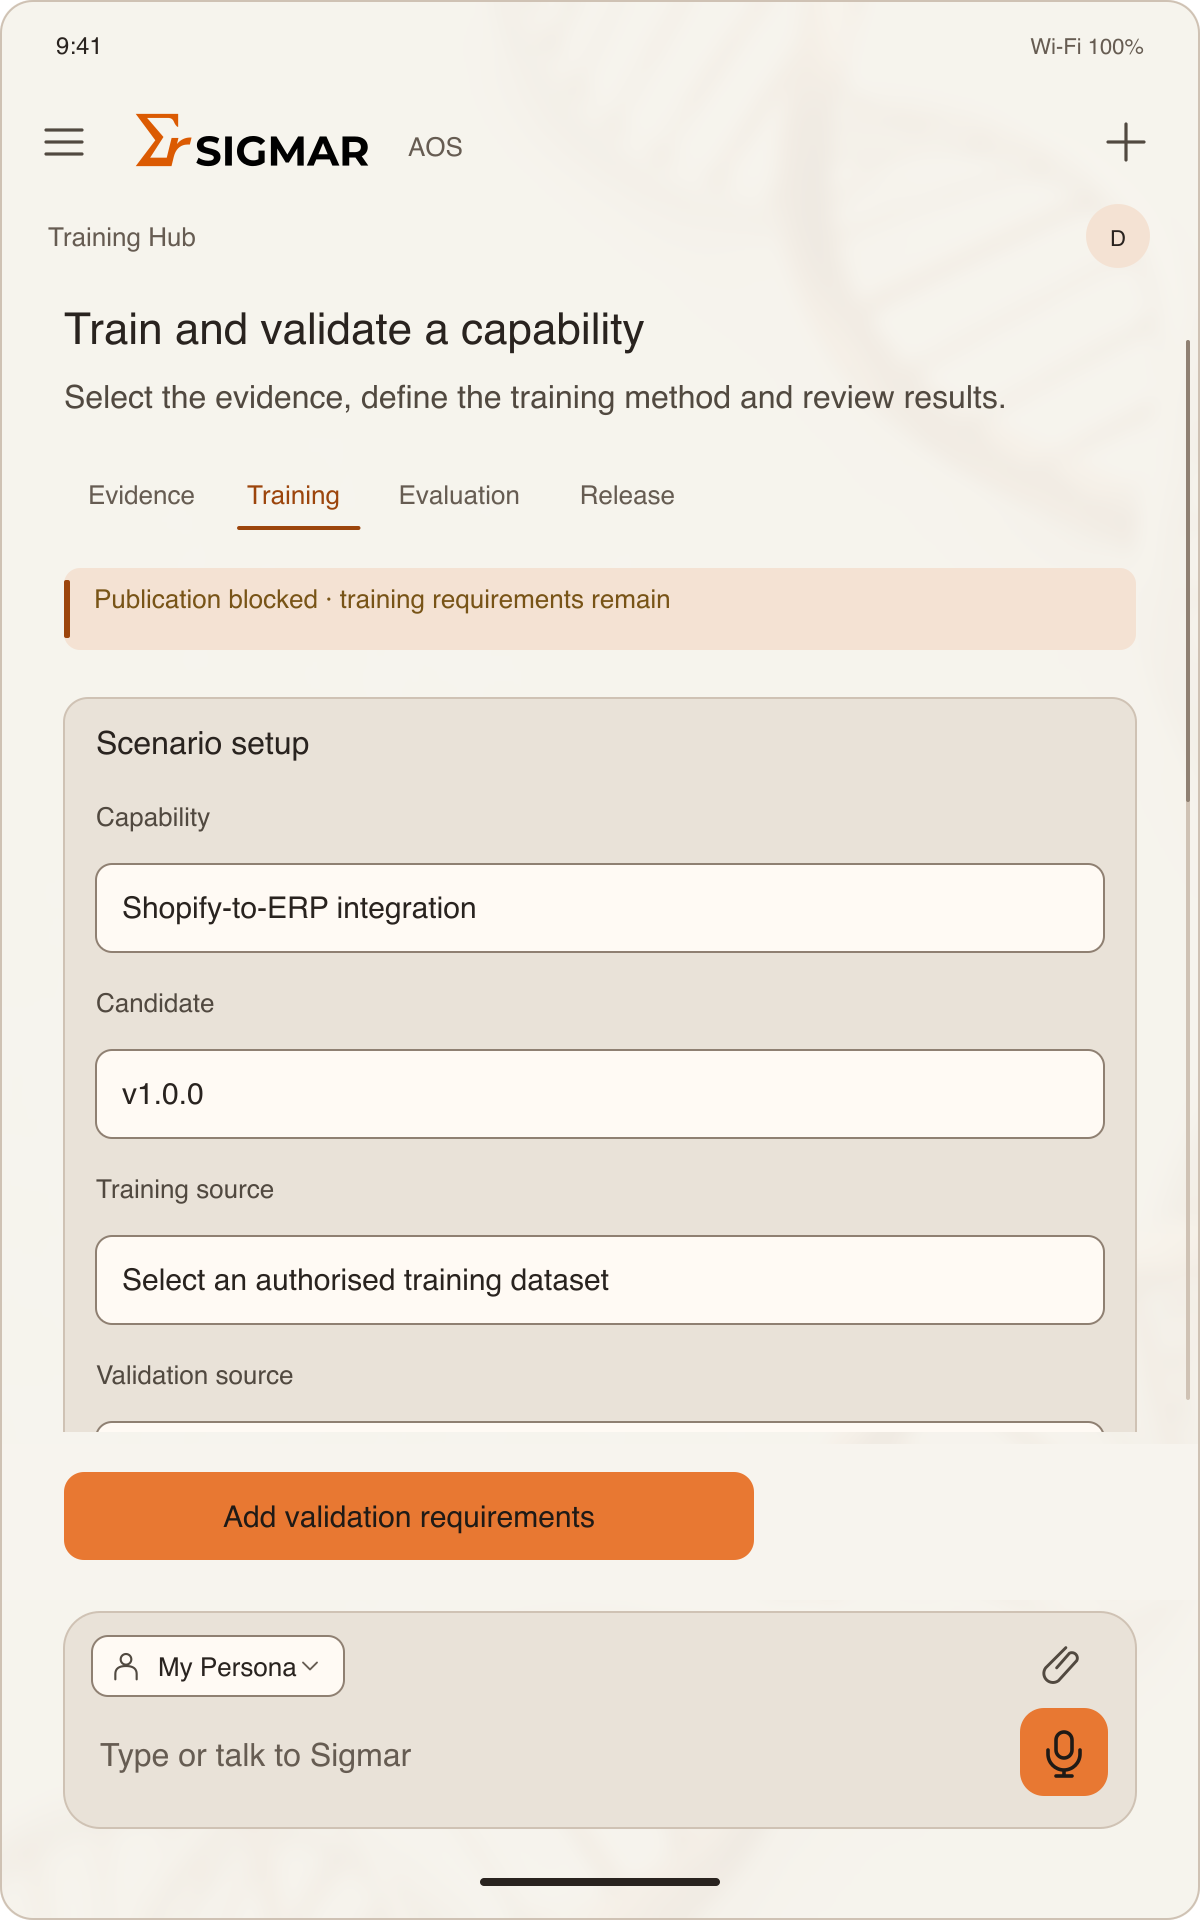 9:41
Wi-Fi 100%
Σr SIGMAR AOS
Training Hub
D
Train and validate a capability
Select the evidence, define the training method and review results.
Evidence Training Evaluation Release
Publication blocked · training requirements remain
Scenario setup
Capability
Shopify-to-ERP integration
Candidate
v1.0.0
Training source
Select an authorised training dataset
Validation source
Add validation requirements
My Persona
Type or talk to Sigmar